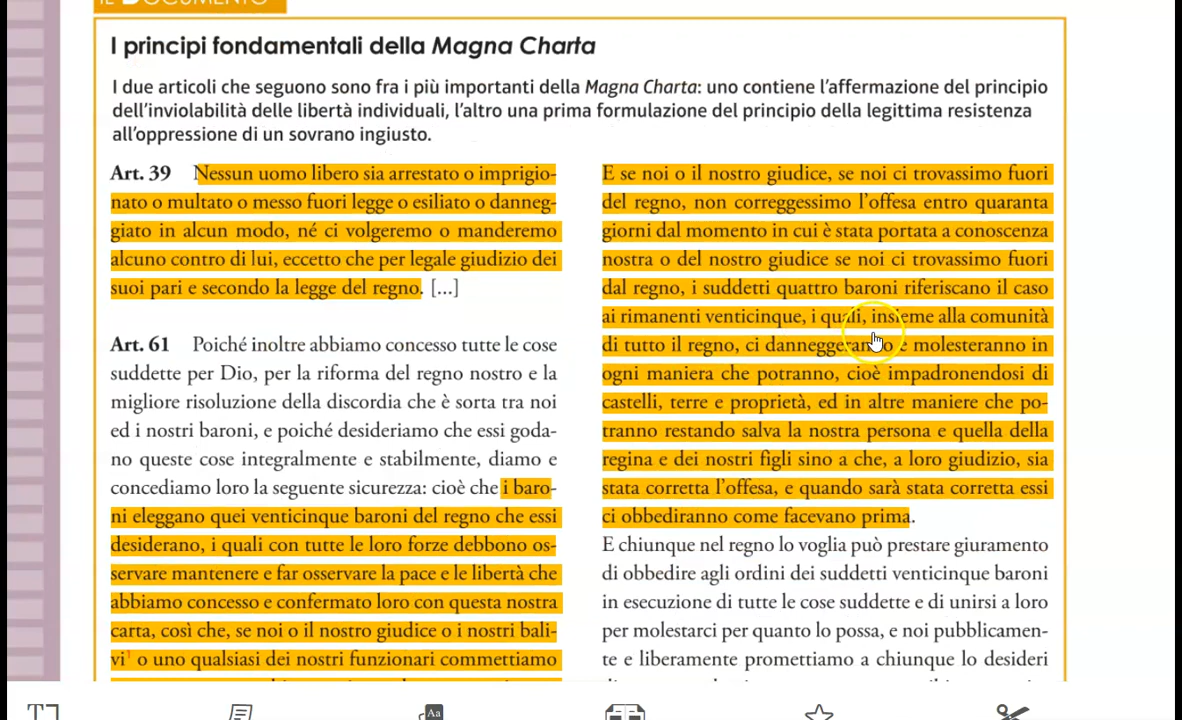 IL DOCUMENTO
I principi fondamentali della Magna Charta
I due articoli che seguono sono fra i più importanti della Magna Charta: uno contiene l'affermazione del principio
dell'inviolabilità delle libertà individuali, l'altro una prima formulazione del principio della legittima resistenza
all'oppressione di un sovrano ingiusto.
Art. 39 Nessun uomo libero sia arrestato o imprigio-
nato o multato o messo fuori legge o esiliato o danneg-
giato in alcun modo, né ci volgeremo o manderemo
alcuno contro di lui, eccetto che per legale giudizio dei
suoi pari e secondo la legge del regno. [...]
Art. 61 Poiché inoltre abbiamo concesso tutte le cose
suddette per Dio, per la riforma del regno nostro e la
migliore risoluzione della discordia che è sorta tra noi
ed i nostri baroni, e poiché desideriamo che essi goda-
no queste cose integralmente e stabilmente, diamo e
concediamo loro la seguente sicurezza: cioè che i baro-
ni eleggano quei venticinque baroni del regno che essi
desiderano, i quali con tutte le loro forze debbono os-
servare mantenere e far osservare la pace e le libertà che
abbiamo concesso e confermato loro con questa nostra
carta, così che, se noi o il nostro giudice o i nostri bali-
vi¹ o uno qualsiasi dei nostri funzionari commettiamo
E se noi o il nostro giudice, se noi ci trovassimo fuori
del regno, non correggessimo l'offesa entro quaranta
giorni dal momento in cui è stata portata a conoscenza
nostra o del nostro giudice se noi ci trovassimo fuori
dal regno, i suddetti quattro baroni riferiscano il caso
ai rimanenti venticinque, i quali, insieme alla comunità
di tutto il regno, ci danneggeranno e molesteranno in
ogni maniera che potranno, cioè impadronendosi di
castelli, terre e proprietà, ed in altre maniere che po-
tranno restando salva la nostra persona e quella della
regina e dei nostri figli sino a che, a loro giudizio, sia
stata corretta l'offesa, e quando sarà stata corretta essi
ci obbediranno come facevano prima.
E chiunque nel regno lo voglia può prestare giuramento
di obbedire agli ordini dei suddetti venticinque baroni
in esecuzione di tutte le cose suddette e di unirsi a loro
per molestarci per quanto lo possa, e noi pubblicamen-
te e liberamente promettiamo a chiunque lo desideri
T
Aa